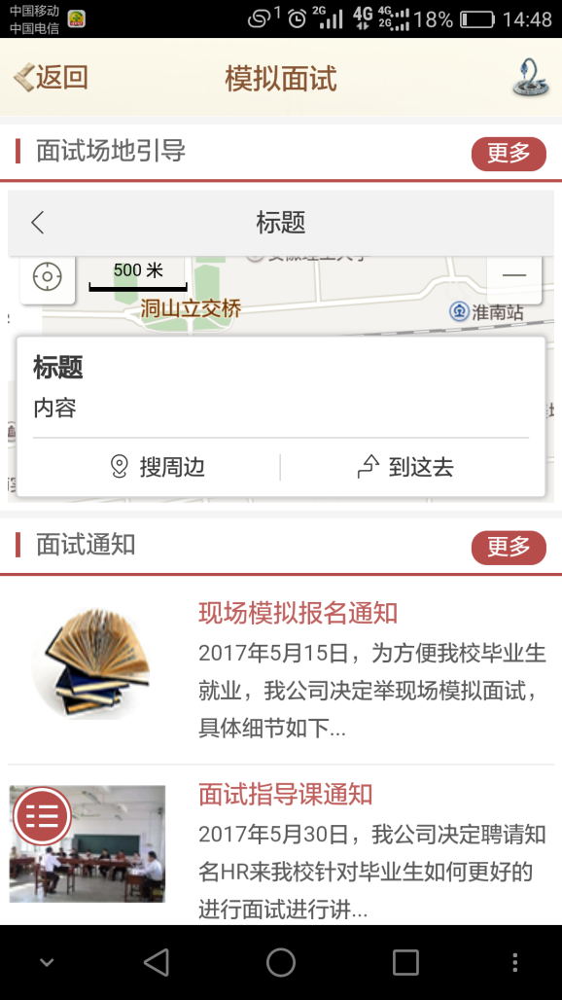 中国移动
中国电信
1 2G 4G 4G 2G 18% 14:48
返回
模拟面试
面试场地引导
更多
标题
500 米
洞山立交桥
淮南站
标题
内容
搜周边
到这去
面试通知
更多
现场模拟报名通知
2017年5月15日，为方便我校毕业生
就业，我公司决定举现场模拟面试，
具体细节如下...
面试指导课通知
2017年5月30日，我公司决定聘请知
名HR来我校针对毕业生如何更好的
进行面试进行讲...